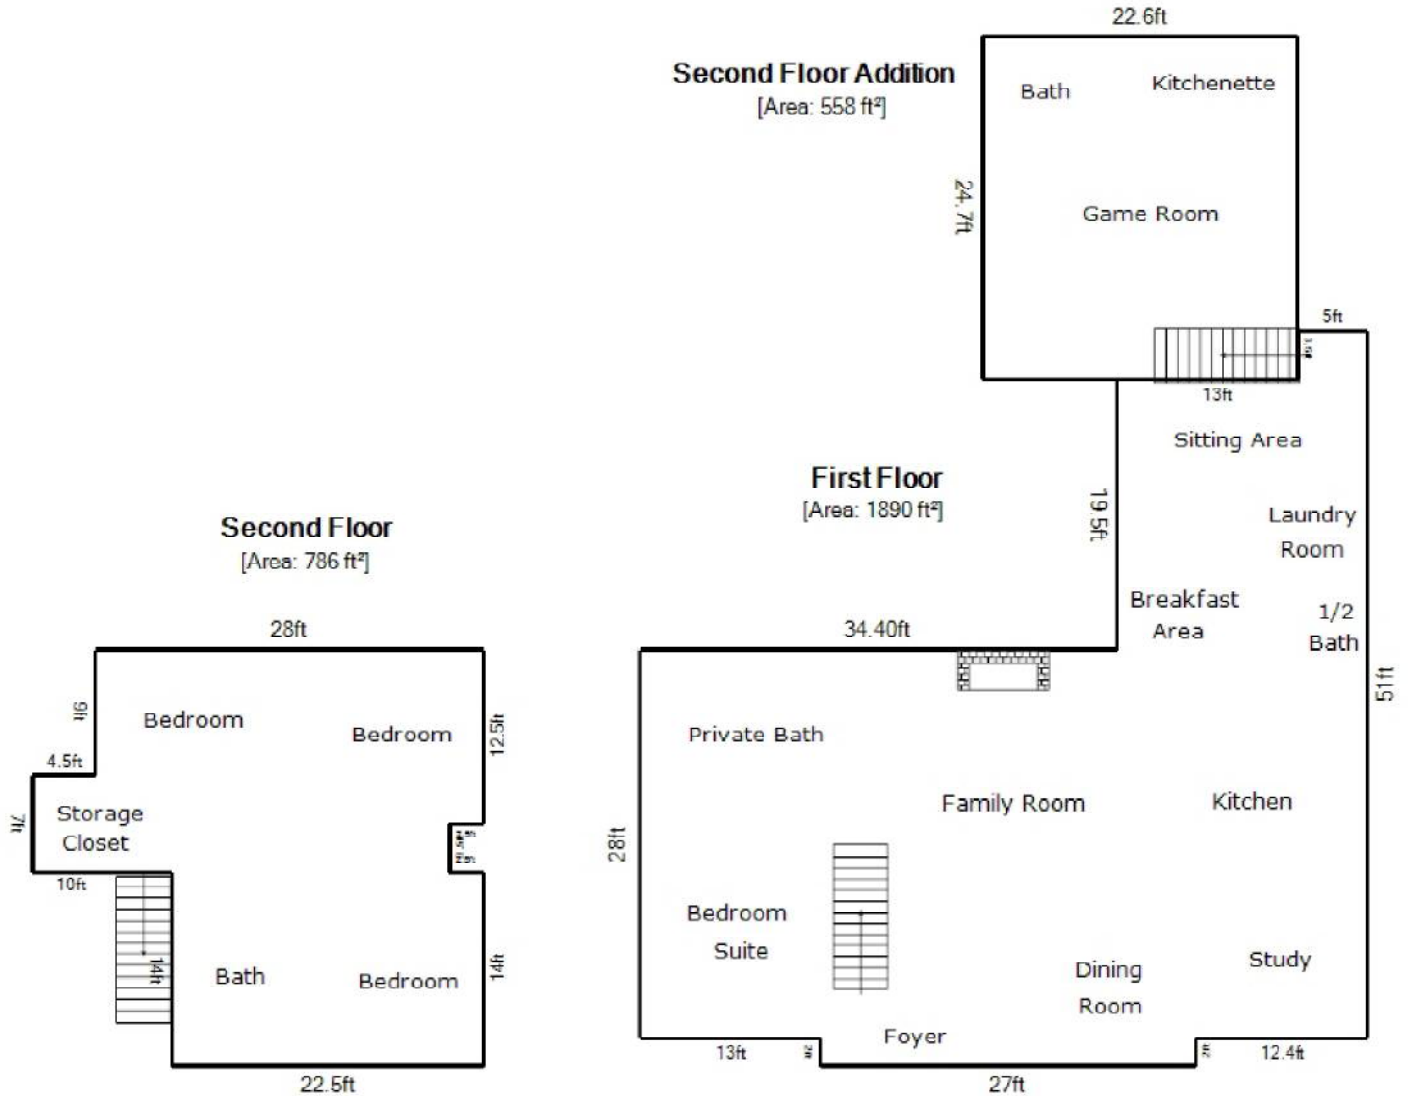 22.6ft
Second Floor Addition
[Area: 558 ft²]
Bath
Kitchenette
24.7ft
Game Room
5ft
13ft
Sitting Area
First Floor
[Area: 1890 ft²]
19.5ft
Laundry
Room
Second Floor
[Area: 786 ft²]
Breakfast
Area
1/2
Bath
28ft
34.40ft
51ft
9ft
Bedroom
Bedroom
12.5ft
Private Bath
4.5ft
Storage
Closet
7ft
Family Room
Kitchen
28ft
10ft
Bedroom
Suite
14ft
Bath
Bedroom
14ft
Dining
Room
Study
Foyer
13ft
2ft
12.4ft
22.5ft
27ft